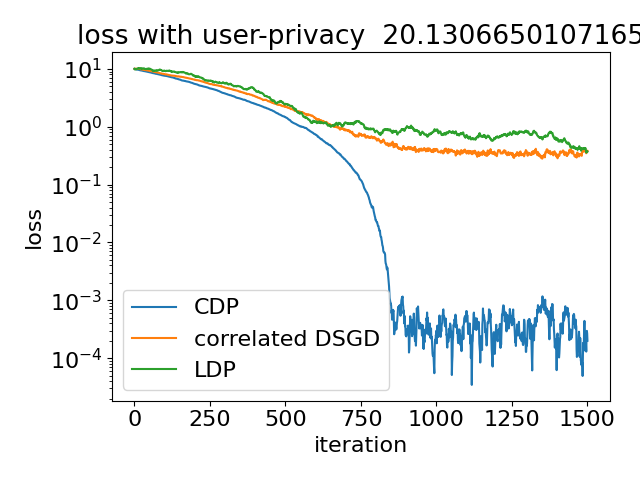 loss with user-privacy 20.1306650107165
10¹
10⁰
10⁻¹
10⁻²
10⁻³
10⁻⁴
loss
CDP
correlated DSGD
LDP
0 250 500 750 1000 1250 1500
iteration